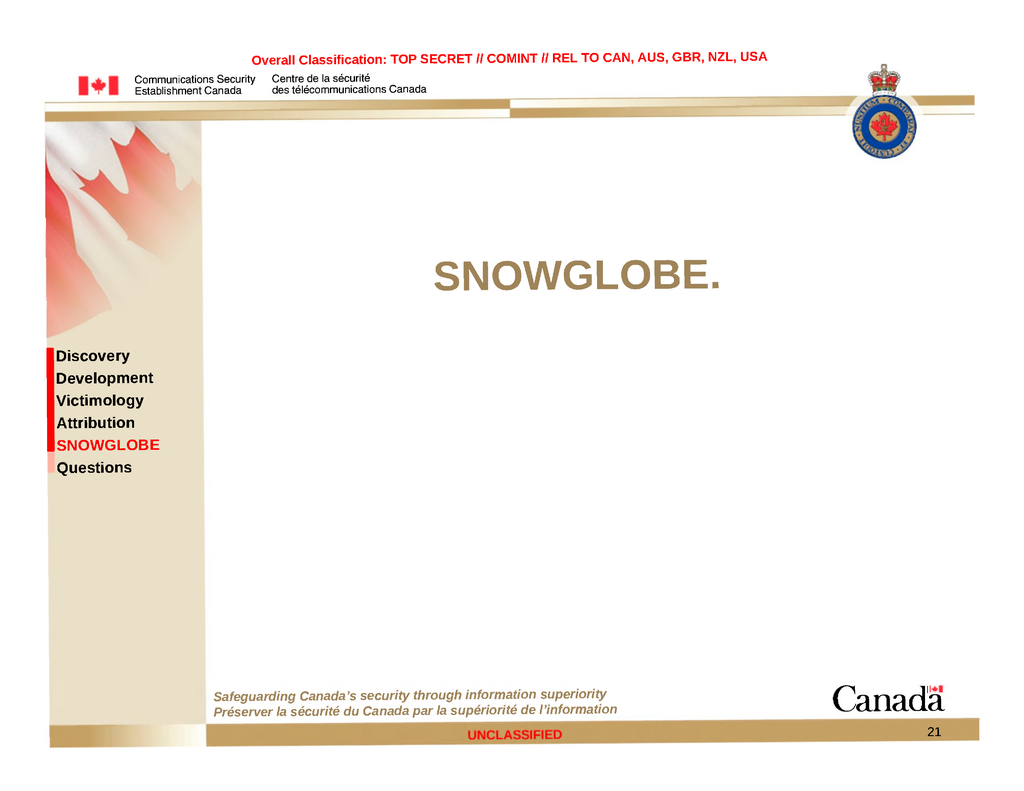 Overall Classification: TOP SECRET // COMINT // REL TO CAN, AUS, GBR, NZL, USA
Communications Security
Establishment Canada
Centre de la sécurité
des télécommunications Canada
SNOWGLOBE.
Discovery
Development
Victimology
Attribution
SNOWGLOBE
Questions
Safeguarding Canada's security through information superiority
Préserver la sécurité du Canada par la supériorité de l'information
Canada
UNCLASSIFIED
21